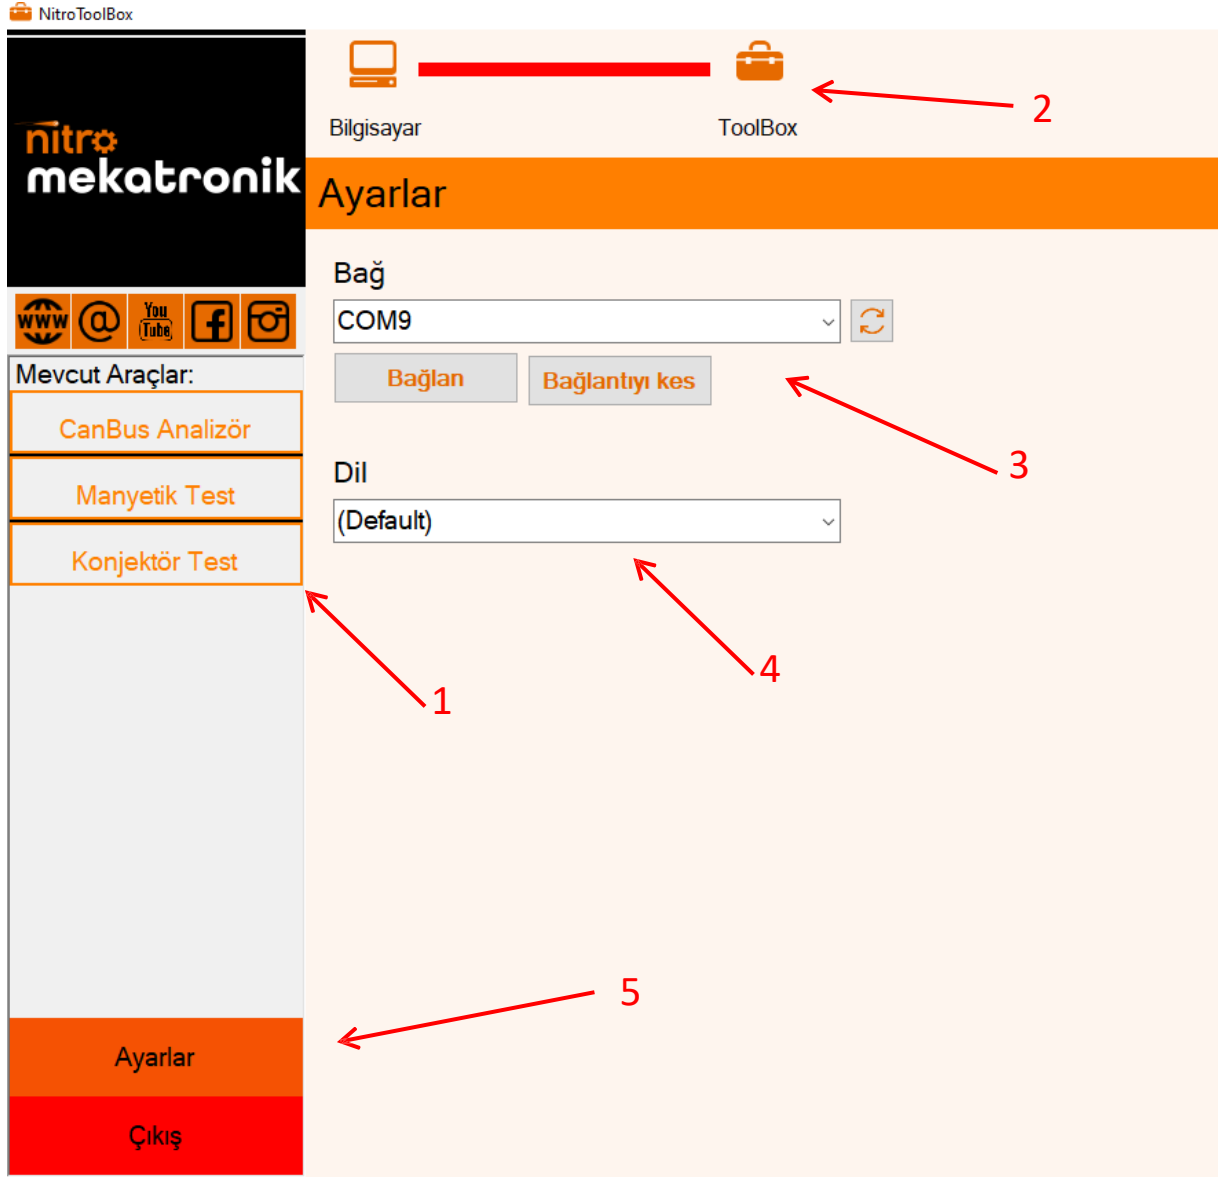 NitroToolBox
nitro
mekatronik
www @ You Tube f
Mevcut Araçlar:
CanBus Analizör
Manyetik Test
Konjektör Test
1
Ayarlar
Çıkış
5
Bilgisayar
ToolBox
2
Ayarlar
Bağ
COM9
Bağlan
Bağlantıyı kes
3
Dil
(Default)
4